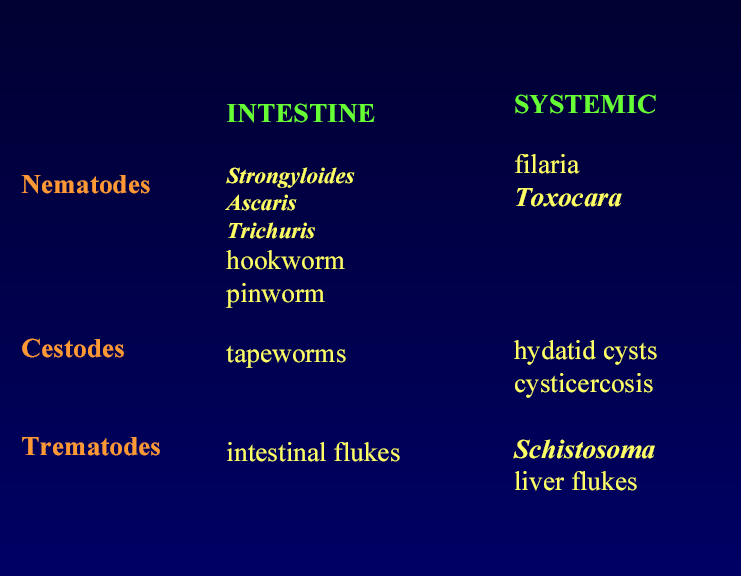 INTESTINE SYSTEMIC
Nematodes Strongyloides filaria
Ascaris Toxocara
Trichuris
hookworm
pinworm
Cestodes tapeworms hydatid cysts
cysticercosis
Trematodes intestinal flukes Schistosoma
liver flukes